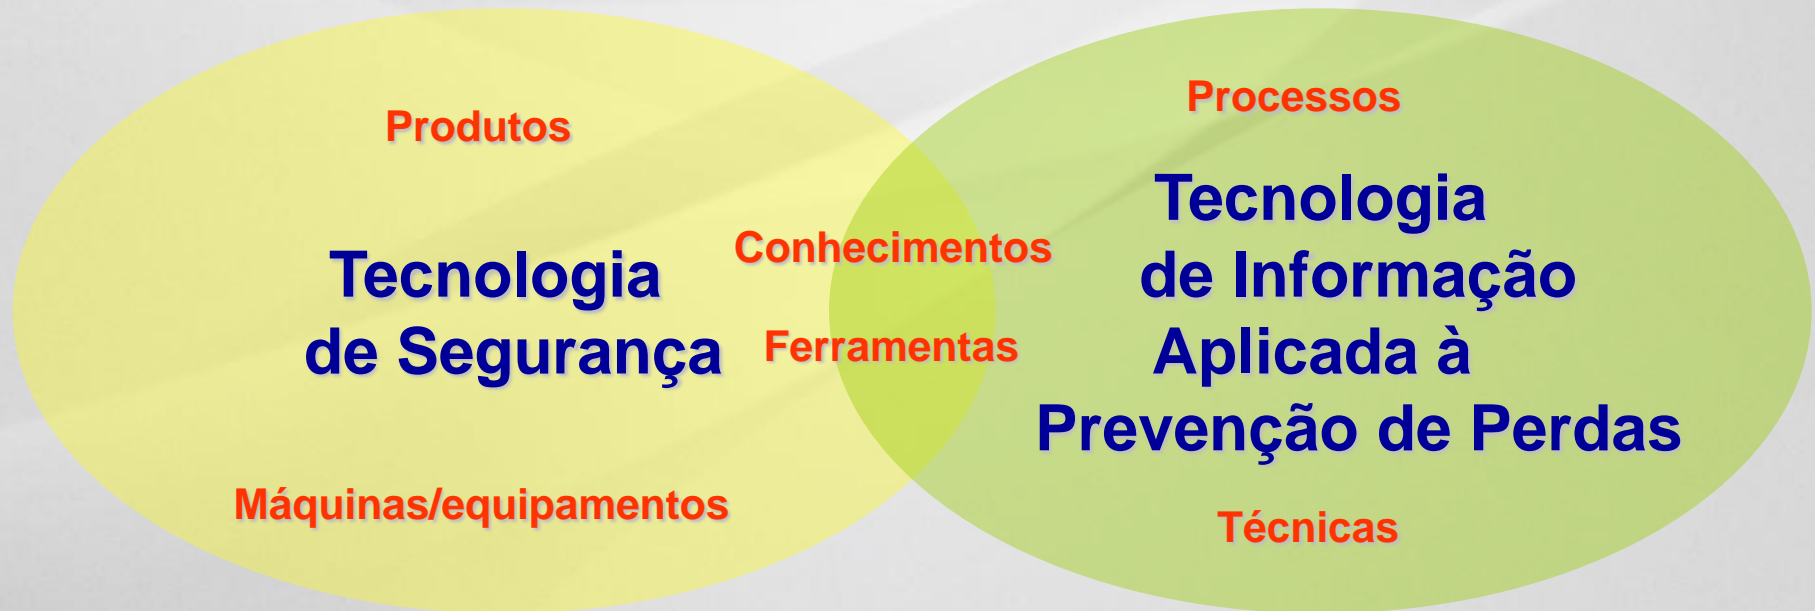 Produtos
Tecnologia
de Segurança
Máquinas/equipamentos
Conhecimentos
Ferramentas
Processos
Tecnologia
de Informação
Aplicada à
Prevenção de Perdas
Técnicas